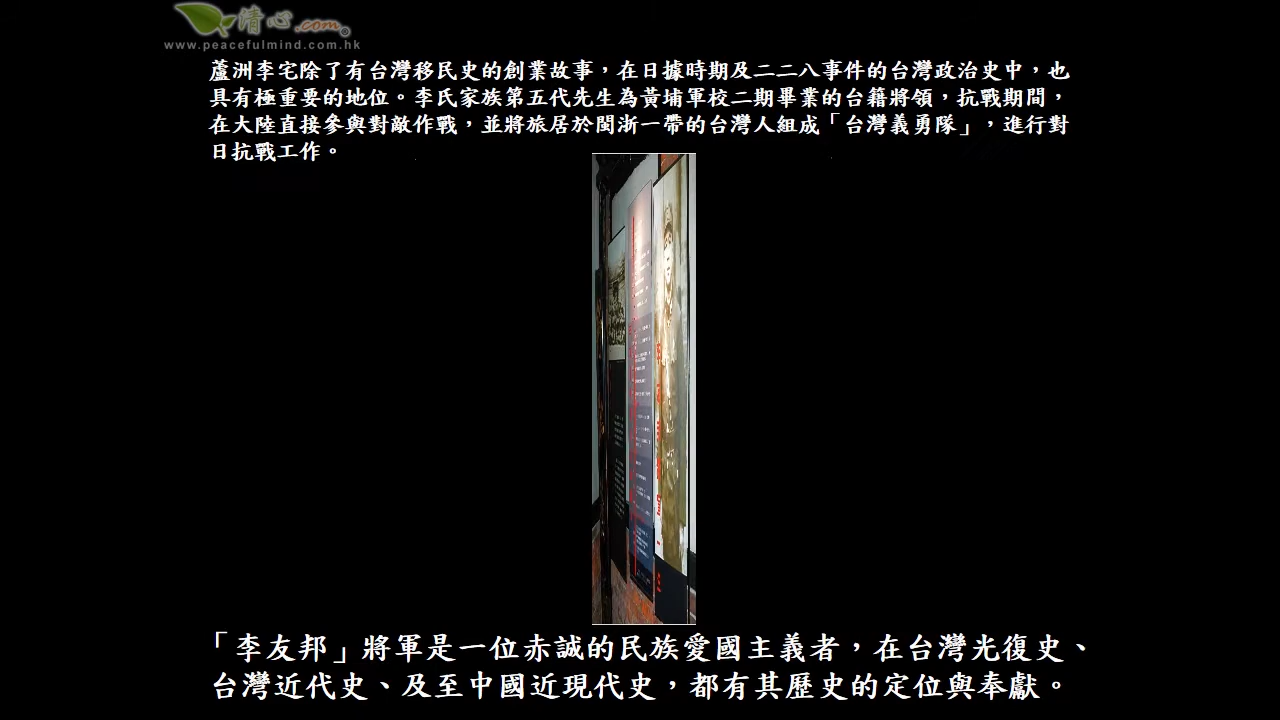 清心.com
www.peacefulmind.com.hk
蘆洲李宅除了有台灣移民史的創業故事，在日據時期及二二八事件的台灣政治史中，也
具有極重要的地位。李氏家族第五代先生為黃埔軍校二期畢業的台籍將領，抗戰期間，
在大陸直接參與對敵作戰，並將旅居於閩浙一帶的台灣人組成「台灣義勇隊」，進行對
日抗戰工作。
「李友邦」將軍是一位赤誠的民族愛國主義者，在台灣光復史、
台灣近代史、及至中國近現代史，都有其歷史的定位與奉獻。